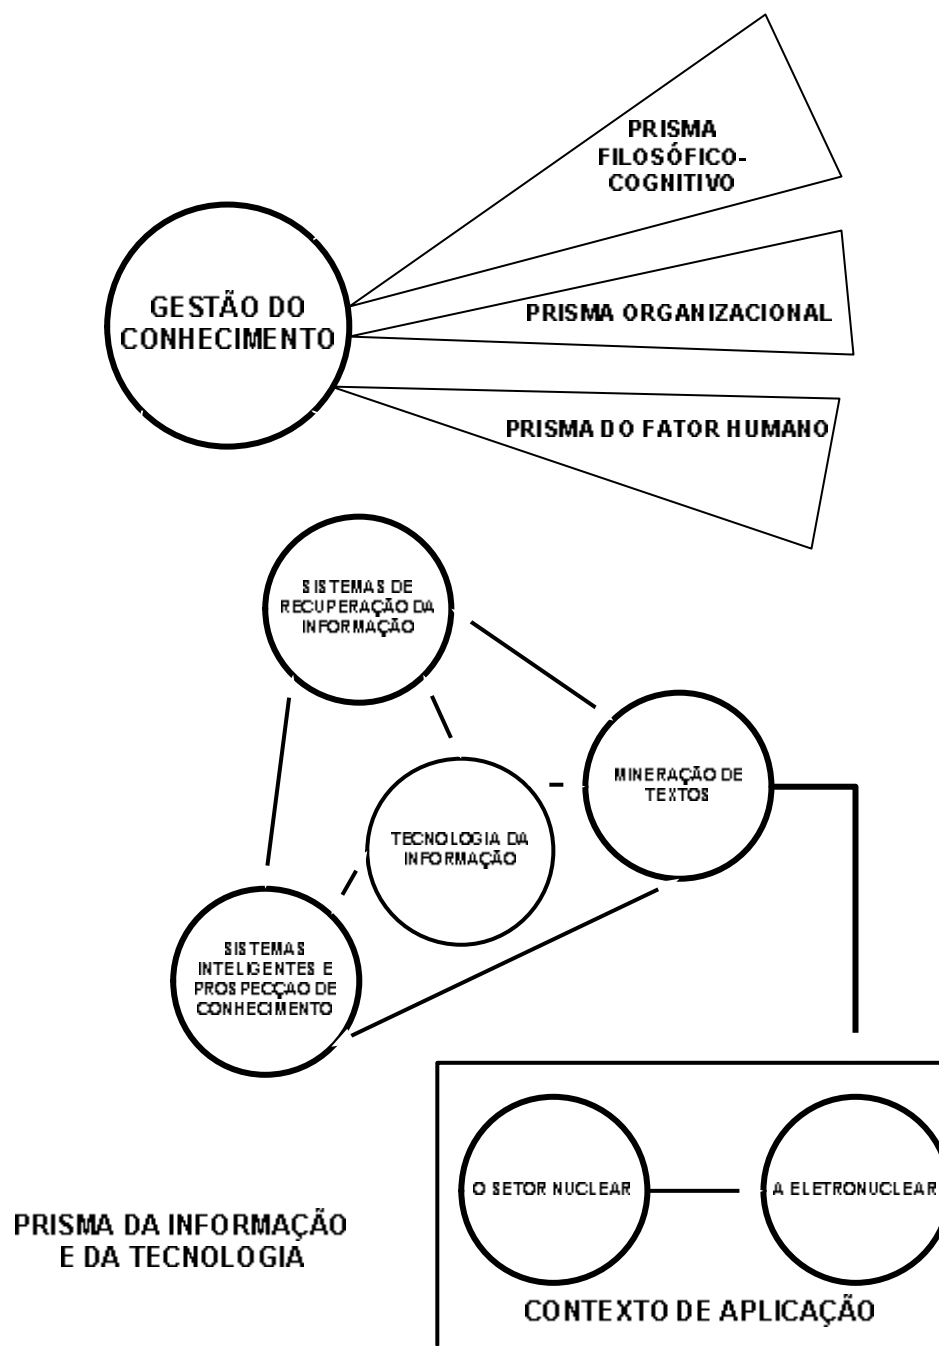 PRISMA
FILOSÓFICO-
COGNITIVO
GESTÃO DO
CONHECIMENTO
PRISMA ORGANIZACIONAL
PRISMA DO FATOR HUMANO
SISTEMAS DE
RECUPERAÇÃO DA
INFORMAÇÃO
MINERAÇÃO DE
TEXTOS
TECNOLOGIA DA
INFORMAÇÃO
SISTEMAS
INTELIGENTES E
PROSPECÇAO DE
CONHECIMENTO
O SETOR NUCLEAR
A ELETRONUCLEAR
PRISMA DA INFORMAÇÃO
E DA TECNOLOGIA
CONTEXTO DE APLICAÇÃO